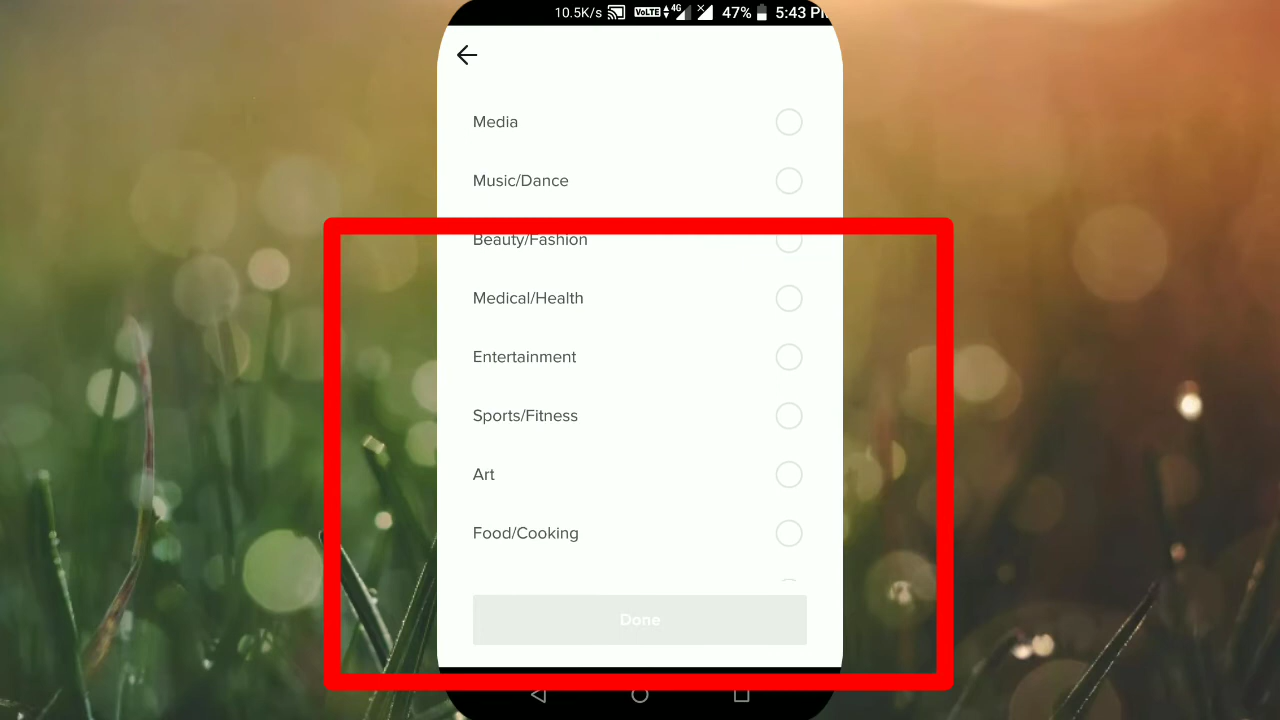 10.5K/s VoLTE 4G 47% 5:43
Media
Music/Dance
Beauty/Fashion
Medical/Health
Entertainment
Sports/Fitness
Art
Food/Cooking
Done